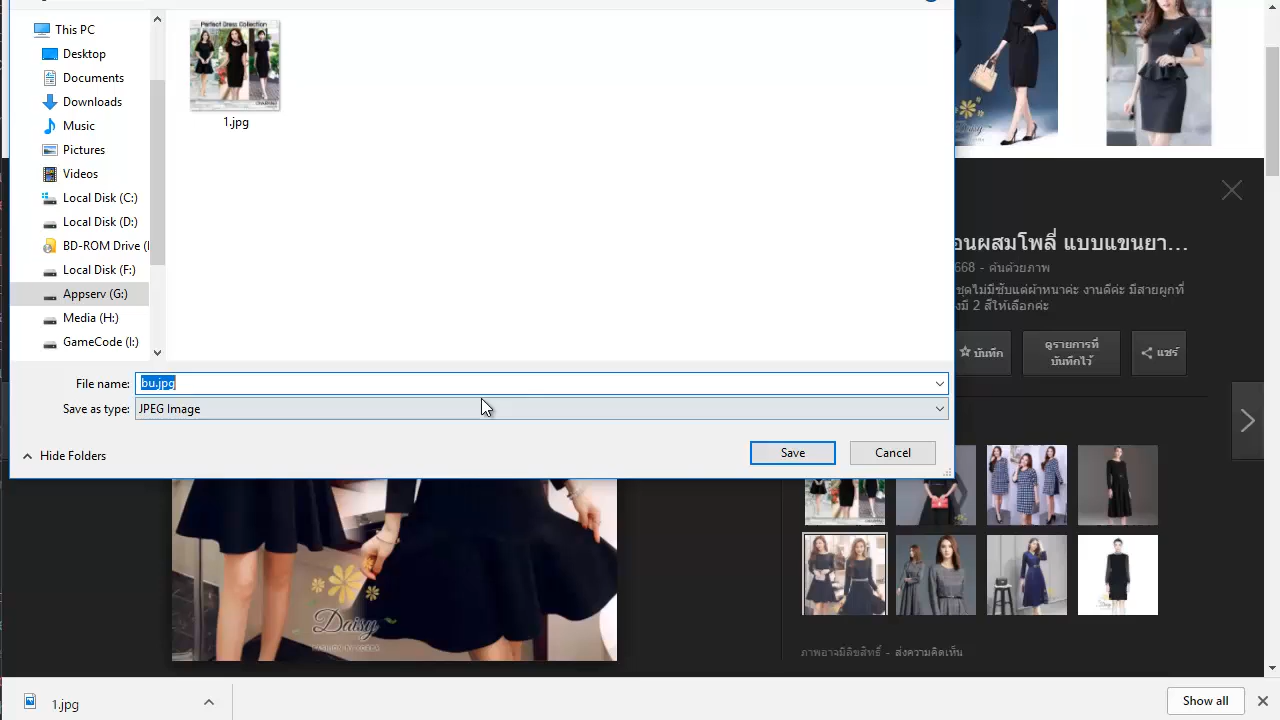 This PC
Desktop
Documents
Downloads
Music
Pictures
Videos
Local Disk (C:)
Local Disk (D:)
BD-ROM Drive (
Local Disk (F:)
Appserv (G:)
Media (H:)
GameCode (I:)
Perfect Dress Collection
1.jpg
File name: bu.jpg
Save as type: JPEG Image
Hide Folders
Save
Cancel
Daisy
อนผสมโพลี่ แบบแขนยา...
668 - ค้นด้วยภาพ
ชุดไม่มีซับแต่ผ้าหนาค่ะ งานดีค่ะ มีสายผูกที่
มี 2 สีให้เลือกค่ะ
บันทึก
ดูรายการที่
บันทึกไว้
แชร์
Daisy
FASHION BY KOREA
ภาพอาจมีลิขสิทธิ์ - ส่งความคิดเห็น
1.jpg
Show all